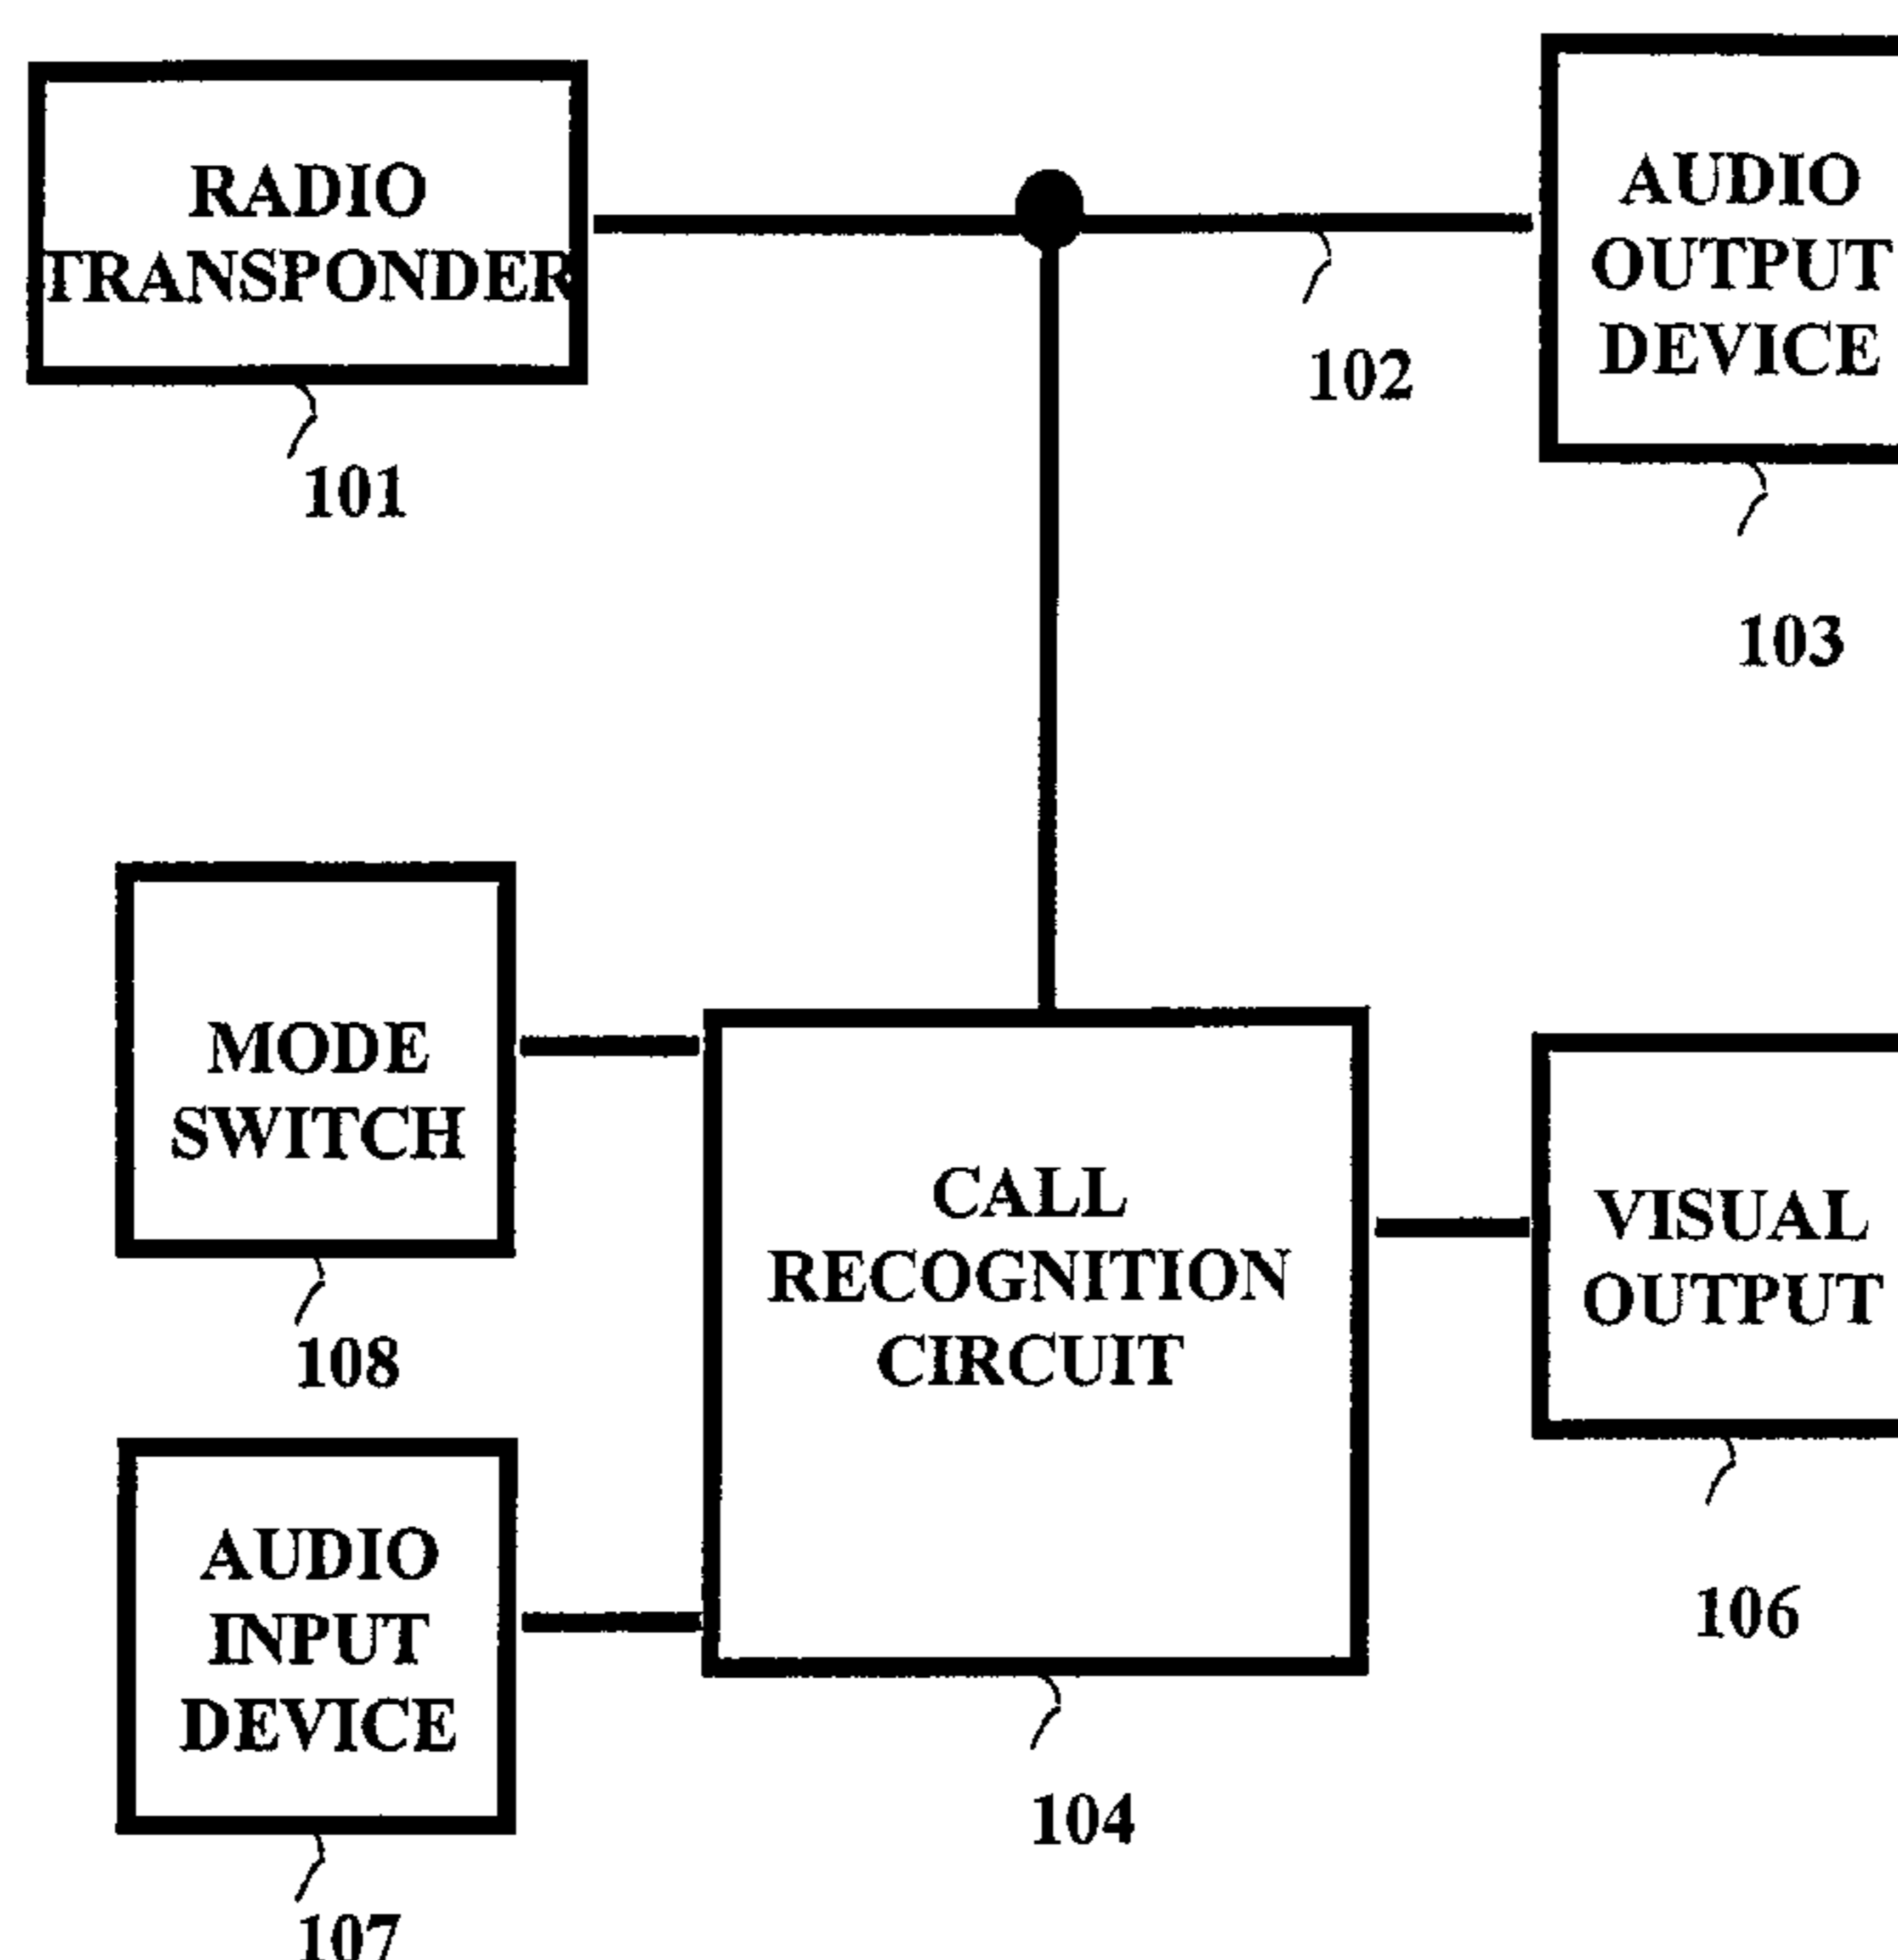 RADIO
TRANSPONDER
101
102
AUDIO
OUTPUT
DEVICE
103
MODE
SWITCH
108
CALL
RECOGNITION
CIRCUIT
104
VISUAL
OUTPUT
106
AUDIO
INPUT
DEVICE
107